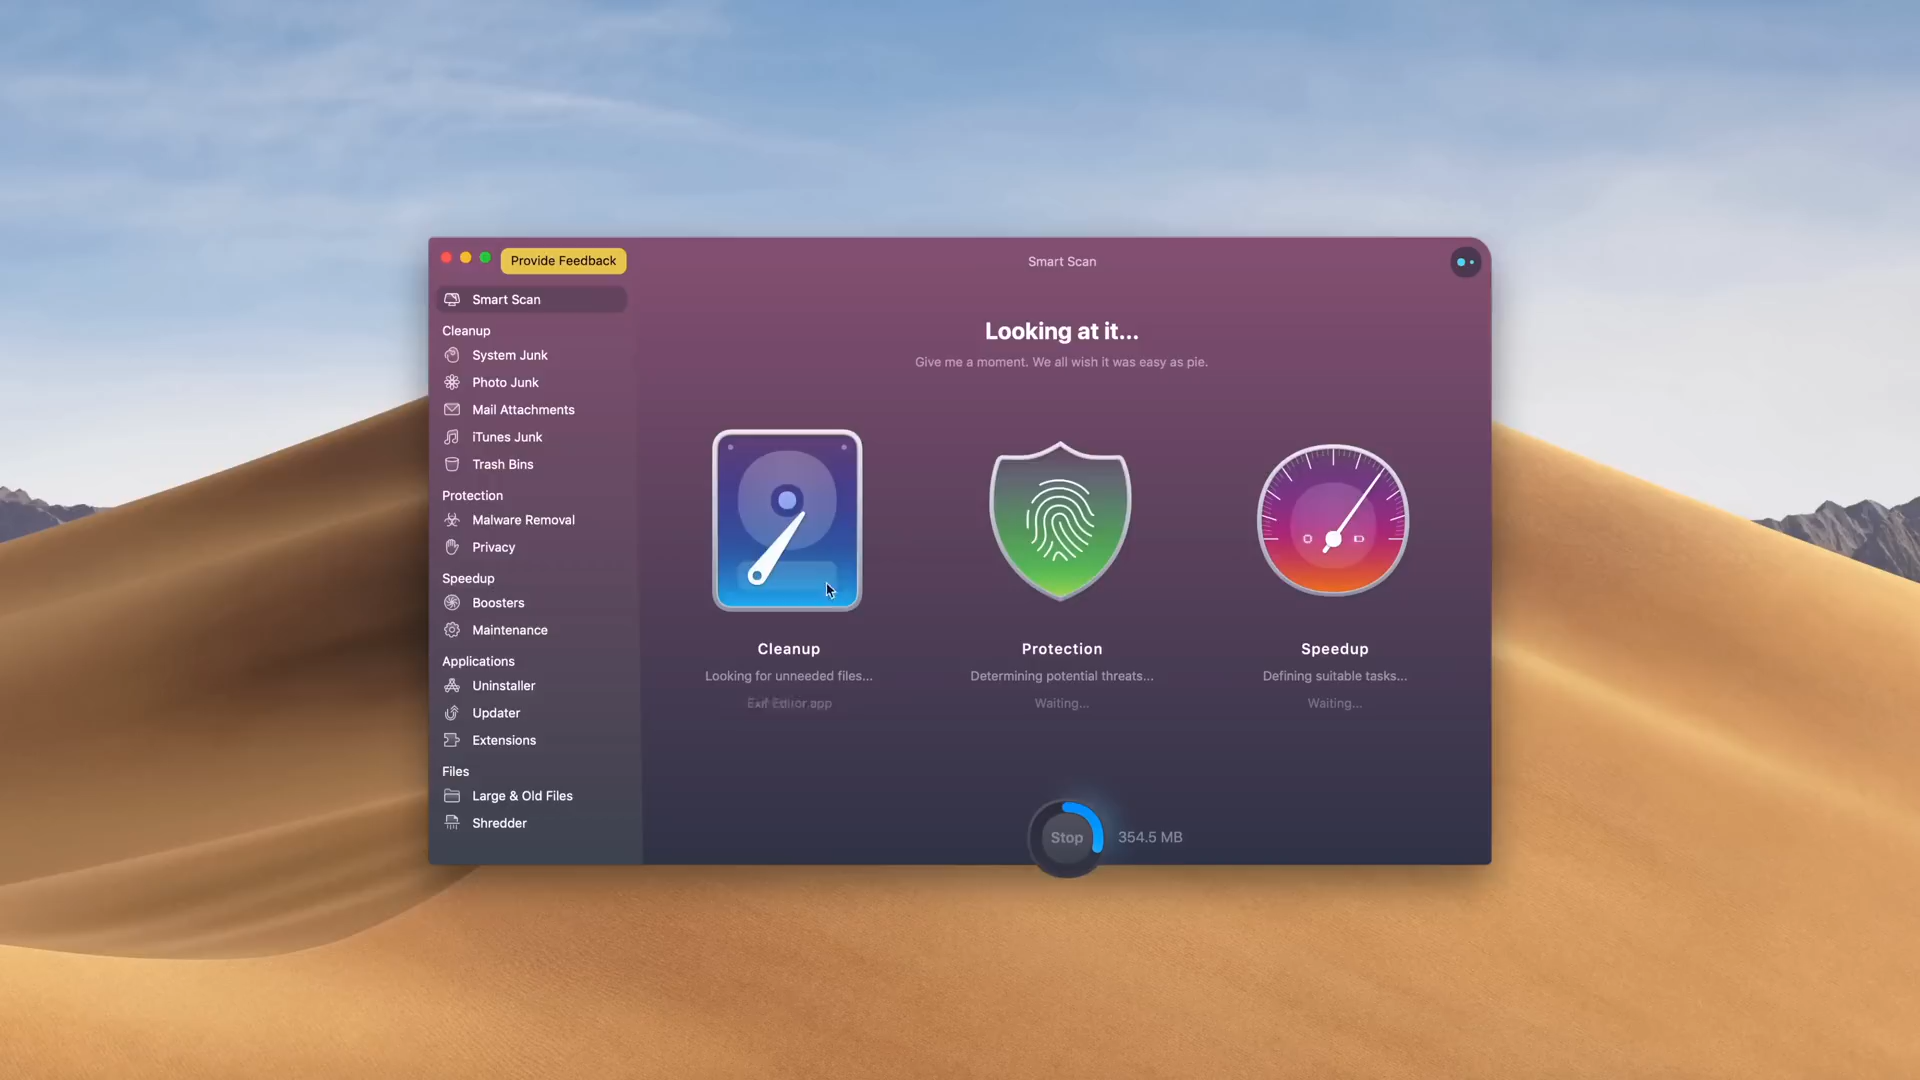 Provide Feedback
Smart Scan
Smart Scan
Cleanup
System Junk
Photo Junk
Mail Attachments
iTunes Junk
Trash Bins
Protection
Malware Removal
Privacy
Speedup
Boosters
Maintenance
Applications
Uninstaller
Updater
Extensions
Files
Large & Old Files
Shredder
Looking at it...
Give me a moment. We all wish it was easy as pie.
Cleanup
Looking for unneeded files...
Editor app
Protection
Determining potential threats...
Waiting...
Speedup
Defining suitable tasks...
Waiting...
Stop
354.5 MB